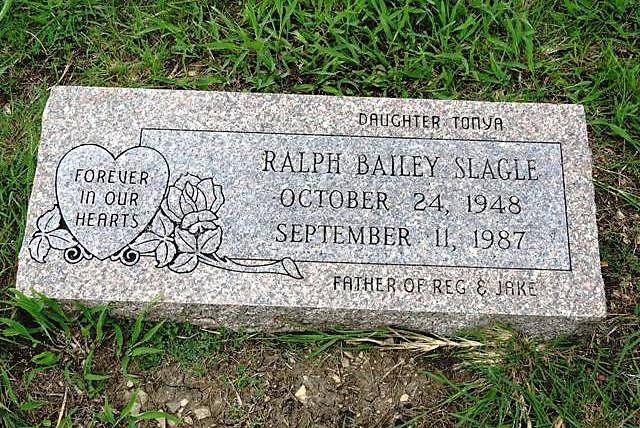 DAUGHTER TONYA
FOREVER
IN OUR
HEARTS
RALPH BAILEY SLAGLE
OCTOBER 24, 1948
SEPTEMBER 11, 1987
FATHER OF REG & JAKE